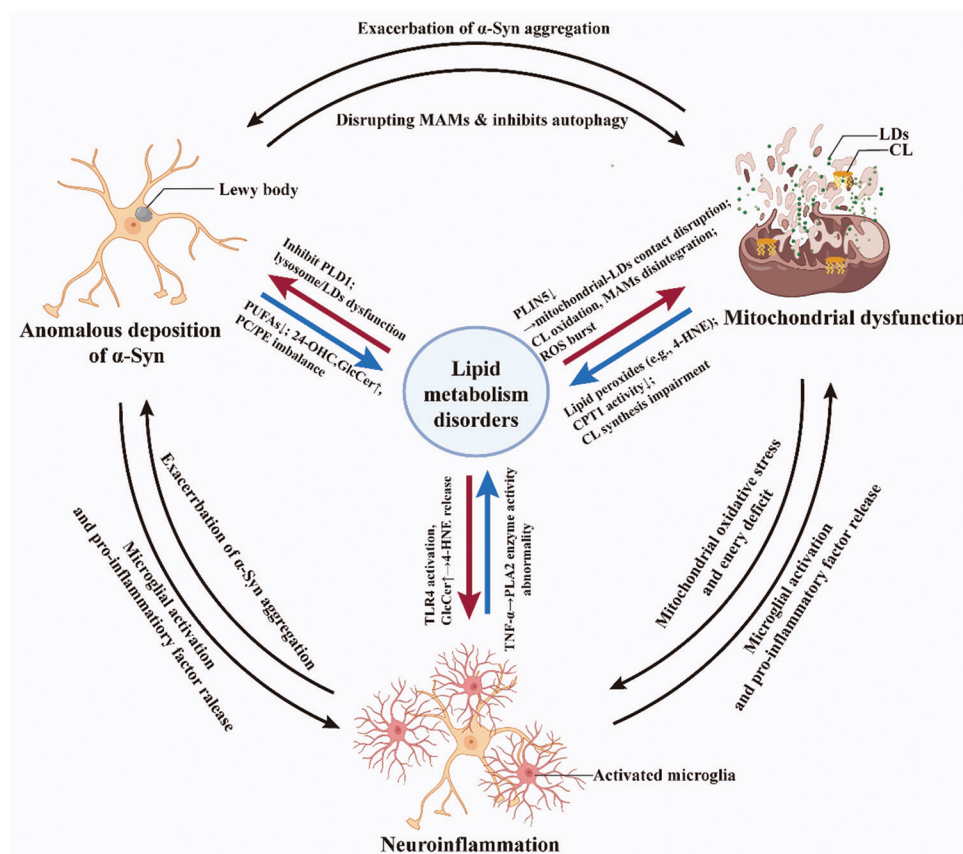 Exacerbation of α-Syn aggregation
Disrupting MAMs & inhibits autophagy
LDs
CL
Lewy body
Anomalous deposition
of α-Syn
Inhibit PLD1;
lysosome/LDs dysfunction
PUFAs↓; 24-OHC,GlcCer↑,
PC/PE imbalance
PLIN5↓
→mitochondrial-LDs contact disruption;
CL oxidation, MAMs disintegration;
ROS burst
Lipid peroxides (e.g., 4-HNE);
CPT1 activity↓;
CL synthesis impairment
Mitochondrial dysfunction
Lipid
metabolism
disorders
Exacerrbation of α-Syn aggregation
Microglial activation
and pro-inflammatiory factor ralease
TLR4 activation,
GlcCer↑→4-HNE release
TNF-α→PLA2 enzyme activity
abnormality
Mitochondrial oxidative stress
and enery deficit
Microglial activation
and pro-inflammatory factor release
Activated microglia
Neuroinflammation